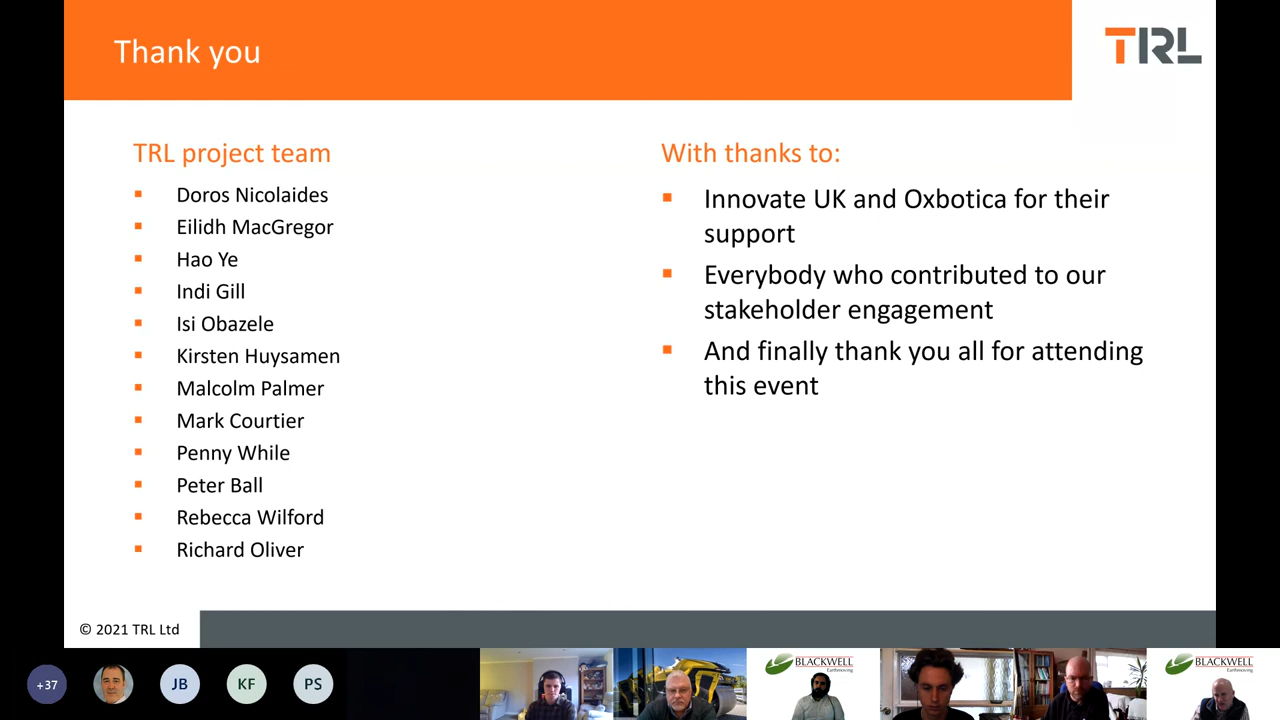 Thank you
TRL
TRL project team
Doros Nicolaides
Eilidh MacGregor
Hao Ye
Indi Gill
Isi Obazele
Kirsten Huysamen
Malcolm Palmer
Mark Courtier
Penny While
Peter Ball
Rebecca Wilford
Richard Oliver
With thanks to:
Innovate UK and Oxbotica for their
support
Everybody who contributed to our
stakeholder engagement
And finally thank you all for attending
this event
© 2021 TRL Ltd
+37
JB
KF
PS
BLACKWELL
Earthmoving
BLACKWELL
Earthmoving